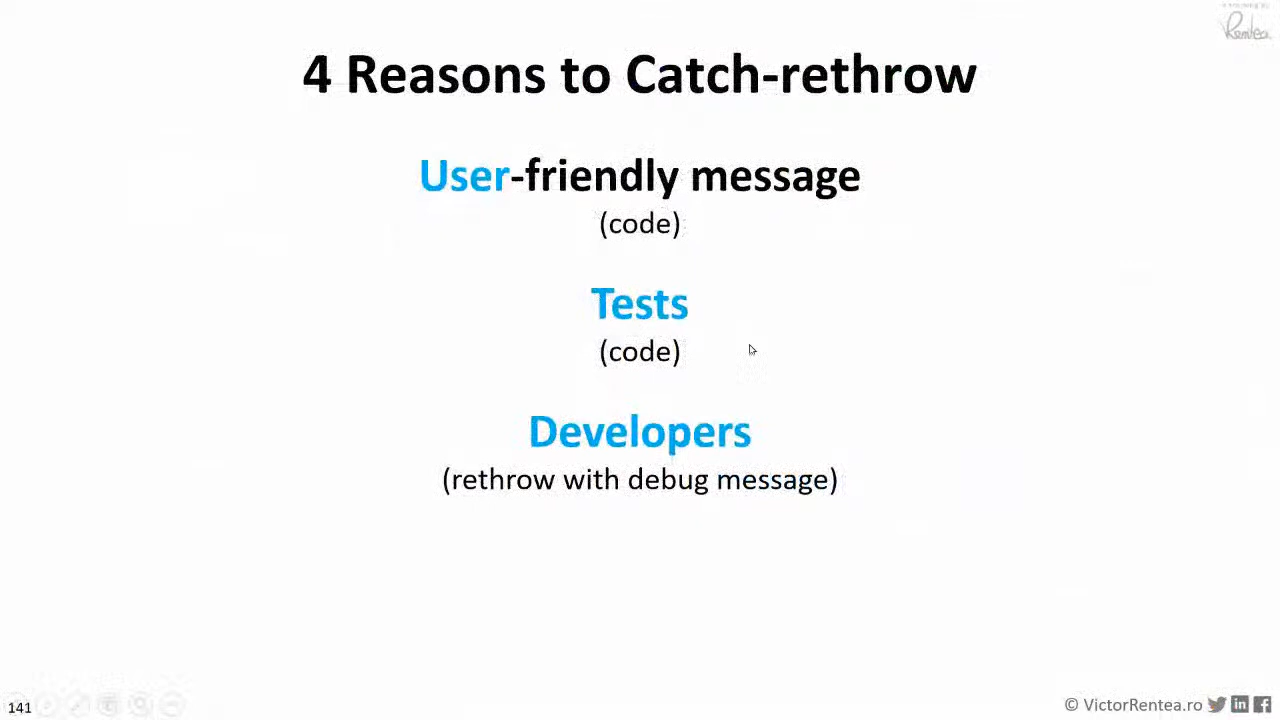 4 Reasons to Catch-rethrow
User-friendly message
(code)
Tests
(code)
Developers
(rethrow with debug message)
141
© VictorRentea.ro
Rentea